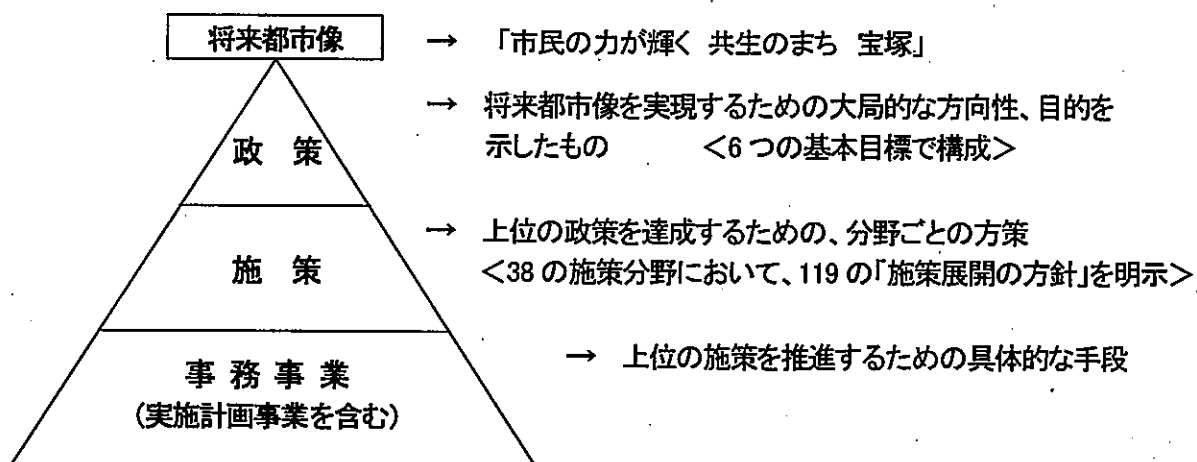 将来都市像 → 「市民の力が輝く 共生のまち 宝塚」
政 策 → 将来都市像を実現するための大局的な方向性、目的を
示したもの <6つの基本目標で構成>
施 策 → 上位の政策を達成するための、分野ごとの方策
<38の施策分野において、119の「施策展開の方針」を明示>
事 務 事 業 → 上位の施策を推進するための具体的な手段
(実施計画事業を含む)